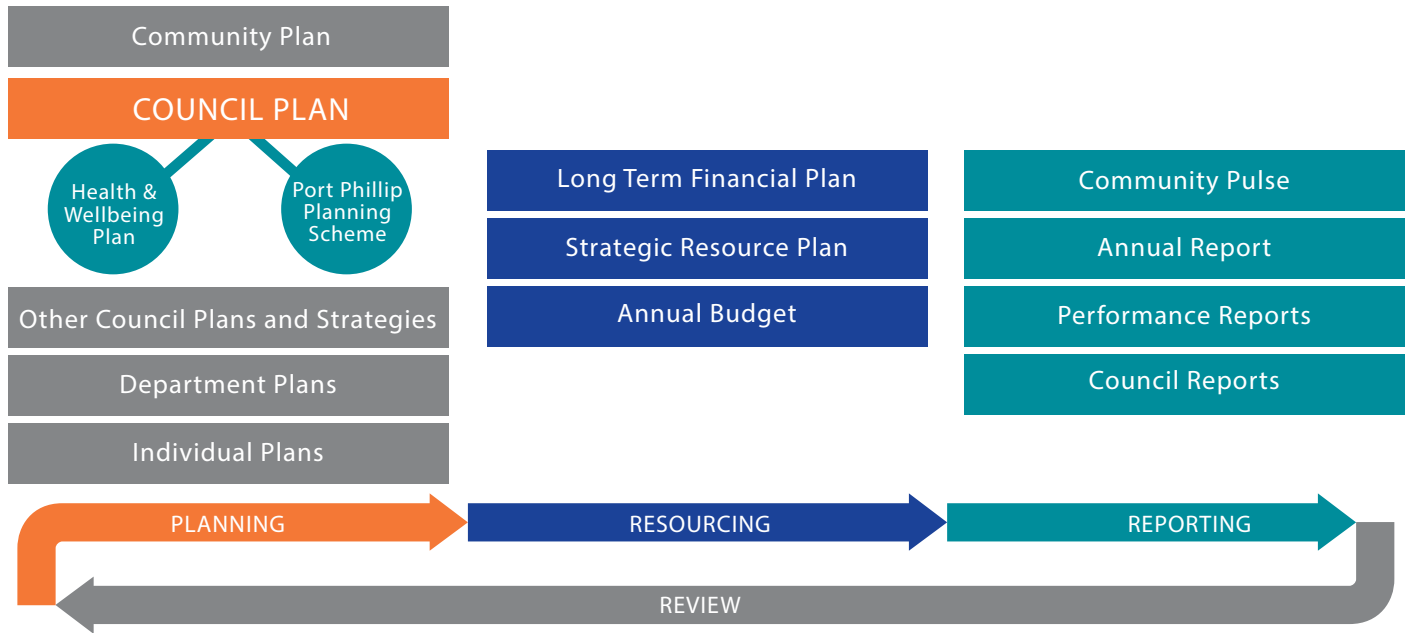 Community Plan
COUNCIL PLAN
Health &
Wellbeing
Plan
Port Phillip
Planning
Scheme
Other Council Plans and Strategies
Department Plans
Individual Plans
Long Term Financial Plan
Strategic Resource Plan
Annual Budget
Community Pulse
Annual Report
Performance Reports
Council Reports
PLANNING
RESOURCING
REPORTING
REVIEW